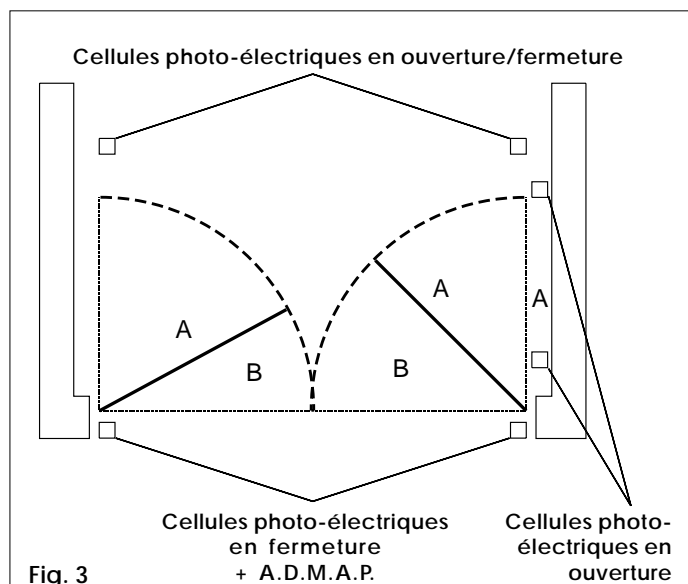 Cellules photo-électriques en ouverture/fermeture
A
A
A
B
B
Cellules photo-électriques
en fermeture
+ A.D.M.A.P.
Cellules photo-
électriques en
ouverture
Fig. 3